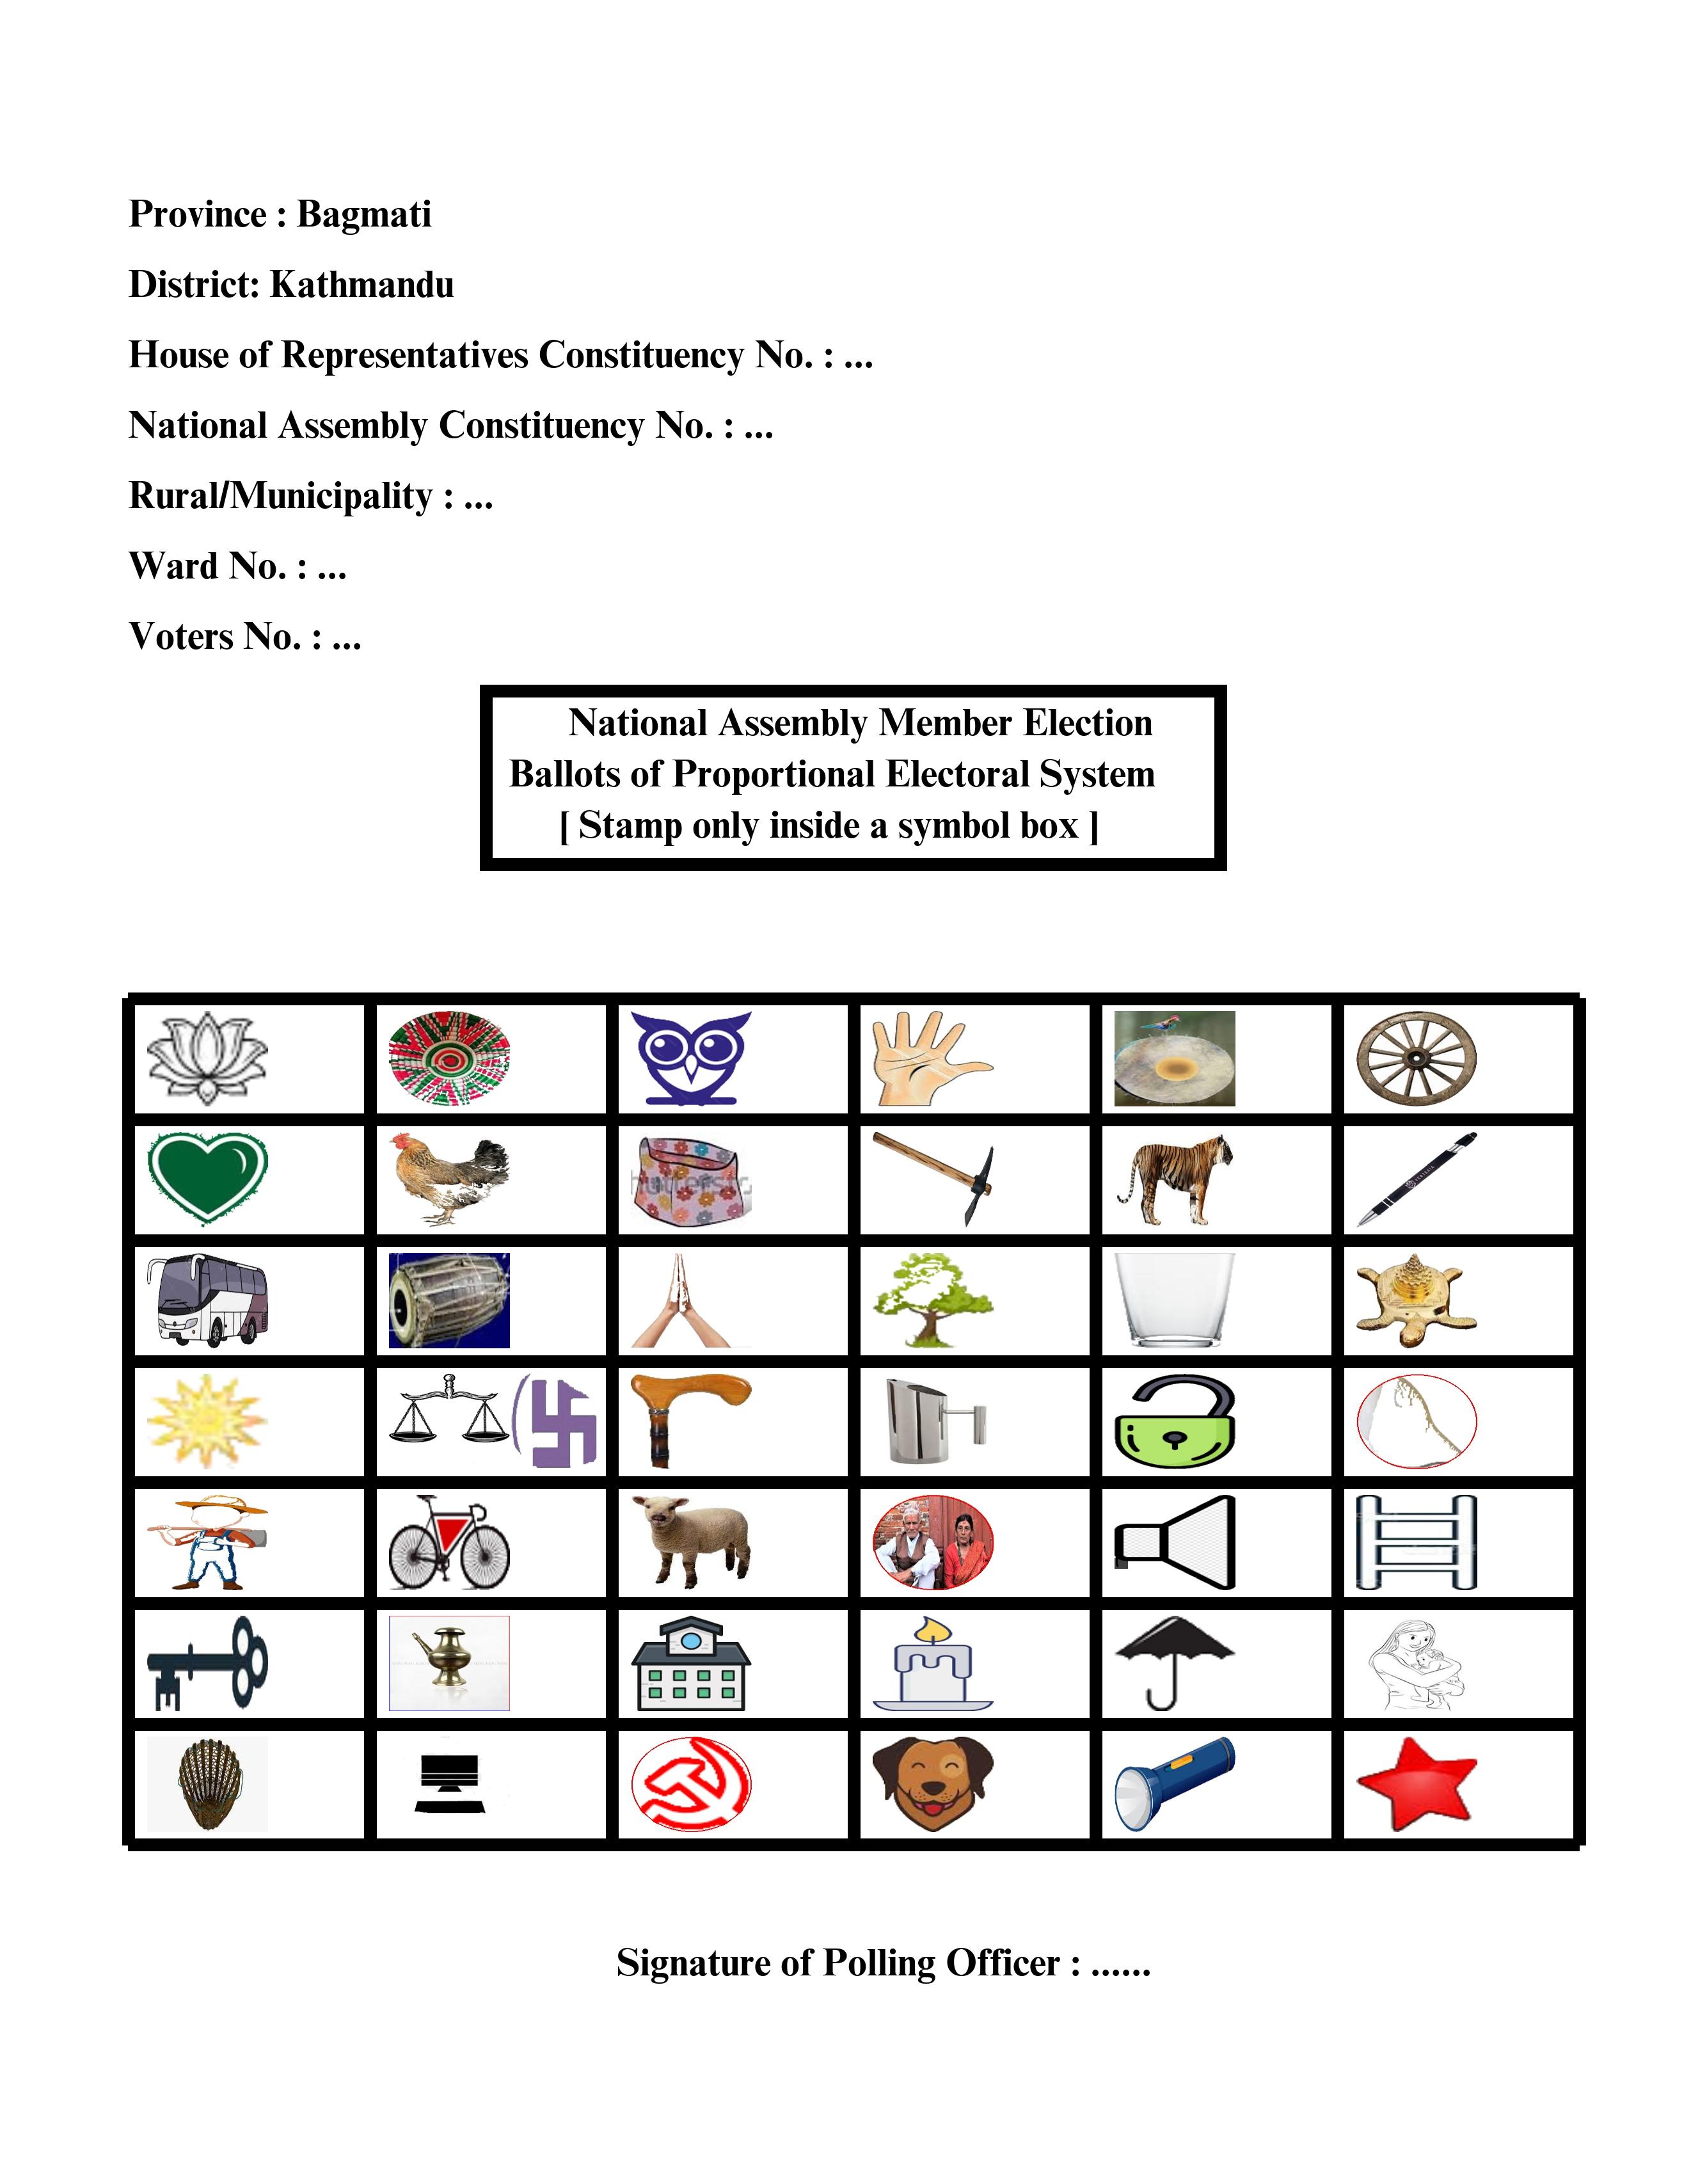 Province : Bagmati
District: Kathmandu
House of Representatives Constituency No. : ...
National Assembly Constituency No. : ...
Rural/Municipality : ...
Ward No. : ...
Voters No. : ...
National Assembly Member Election
Ballots of Proportional Electoral System
[ Stamp only inside a symbol box ]
Signature of Polling Officer : ......